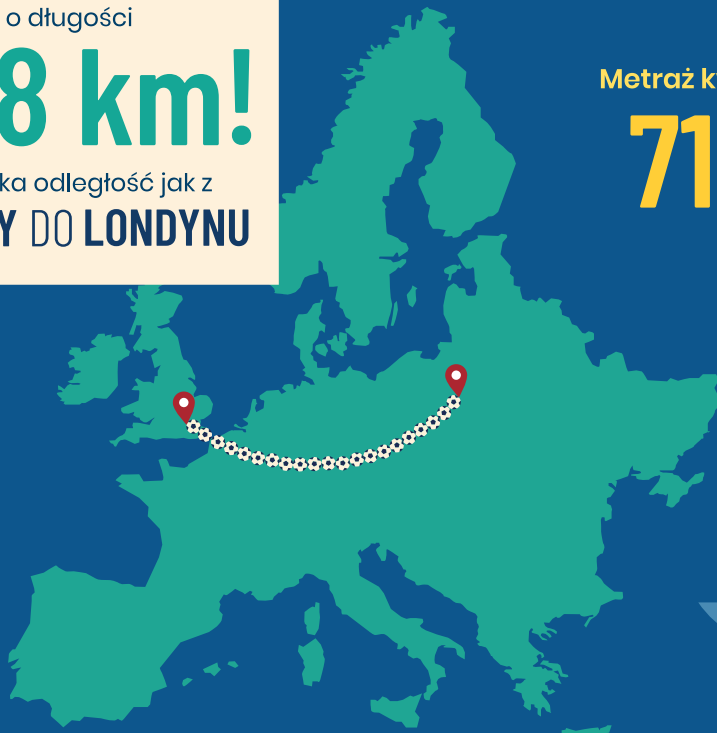 o długości
8 km!
ka odległość jak z
Y DO LONDYNU
Metraż k
71